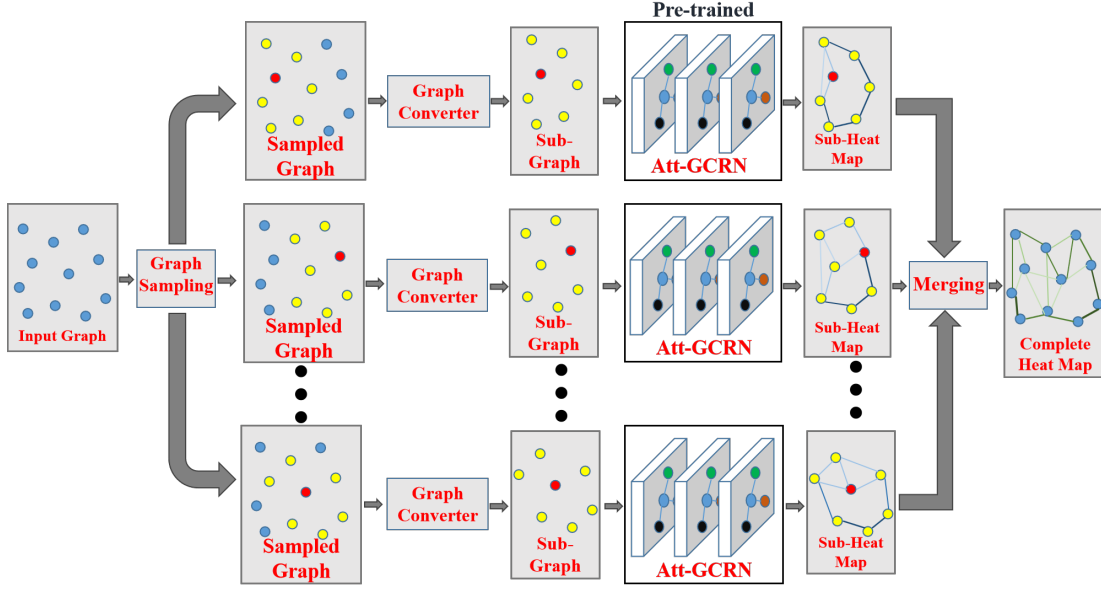 Pre-trained
Sampled
Graph
Graph
Converter
Sub-
Graph
Att-GCRN
Sub-Heat
Map
Input Graph
Graph
Sampling
Sampled
Graph
Graph
Converter
Sub-
Graph
Att-GCRN
Sub-Heat
Map
Merging
Complete
Heat Map
Sampled
Graph
Graph
Converter
Sub-
Graph
Att-GCRN
Sub-Heat
Map